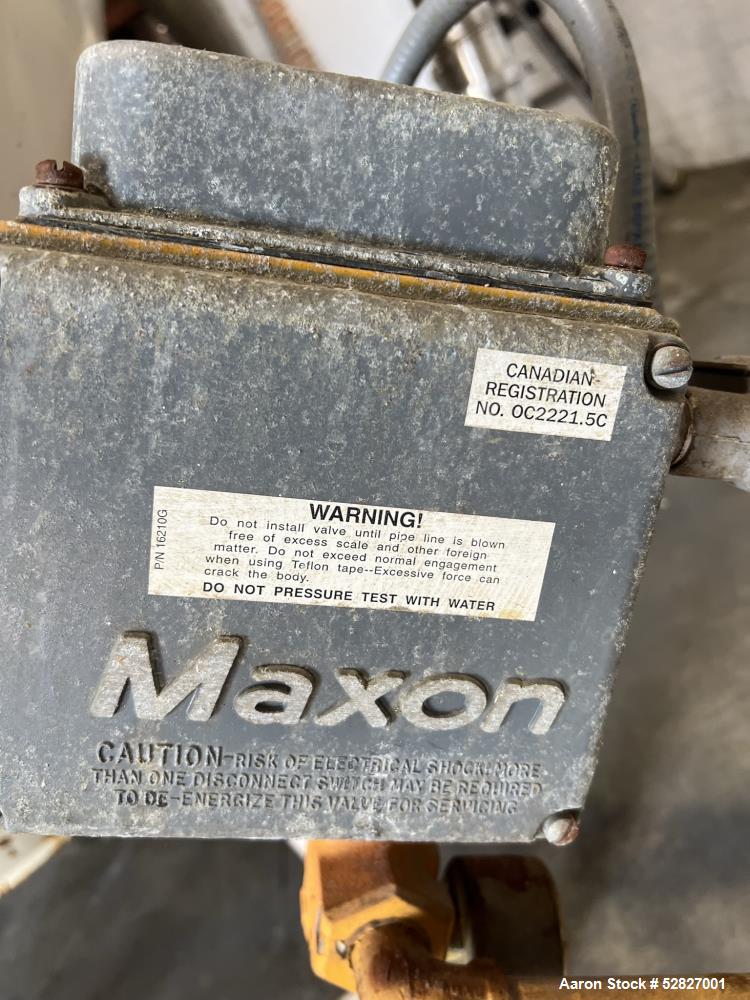 CANADIAN
REGISTRATION
NO. OC2221.5C
P/N 16210G
WARNING!
Do not install valve until pipe line is blown
free of excess scale and other foreign
matter. Do not exceed normal engagement
when using Teflon tape--Excessive force can
crack the body.
DO NOT PRESSURE TEST WITH WATER
Maxon
CAUTION-RISK OF ELECTRICAL SHOCK. MORE
THAN ONE DISCONNECT SWITCH MAY BE REQUIRED
TO DE-ENERGIZE THIS VALVE FOR SERVICING
Aaron Stock # 52827001